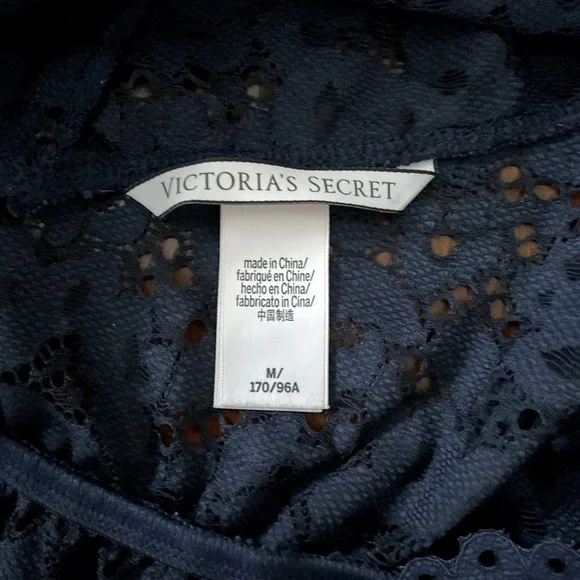 VICTORIA'S SECRET
made in China/
fabriqué en Chine/
hecho en China/
fabbricato in Cina/
中国制造
M/
170/96A